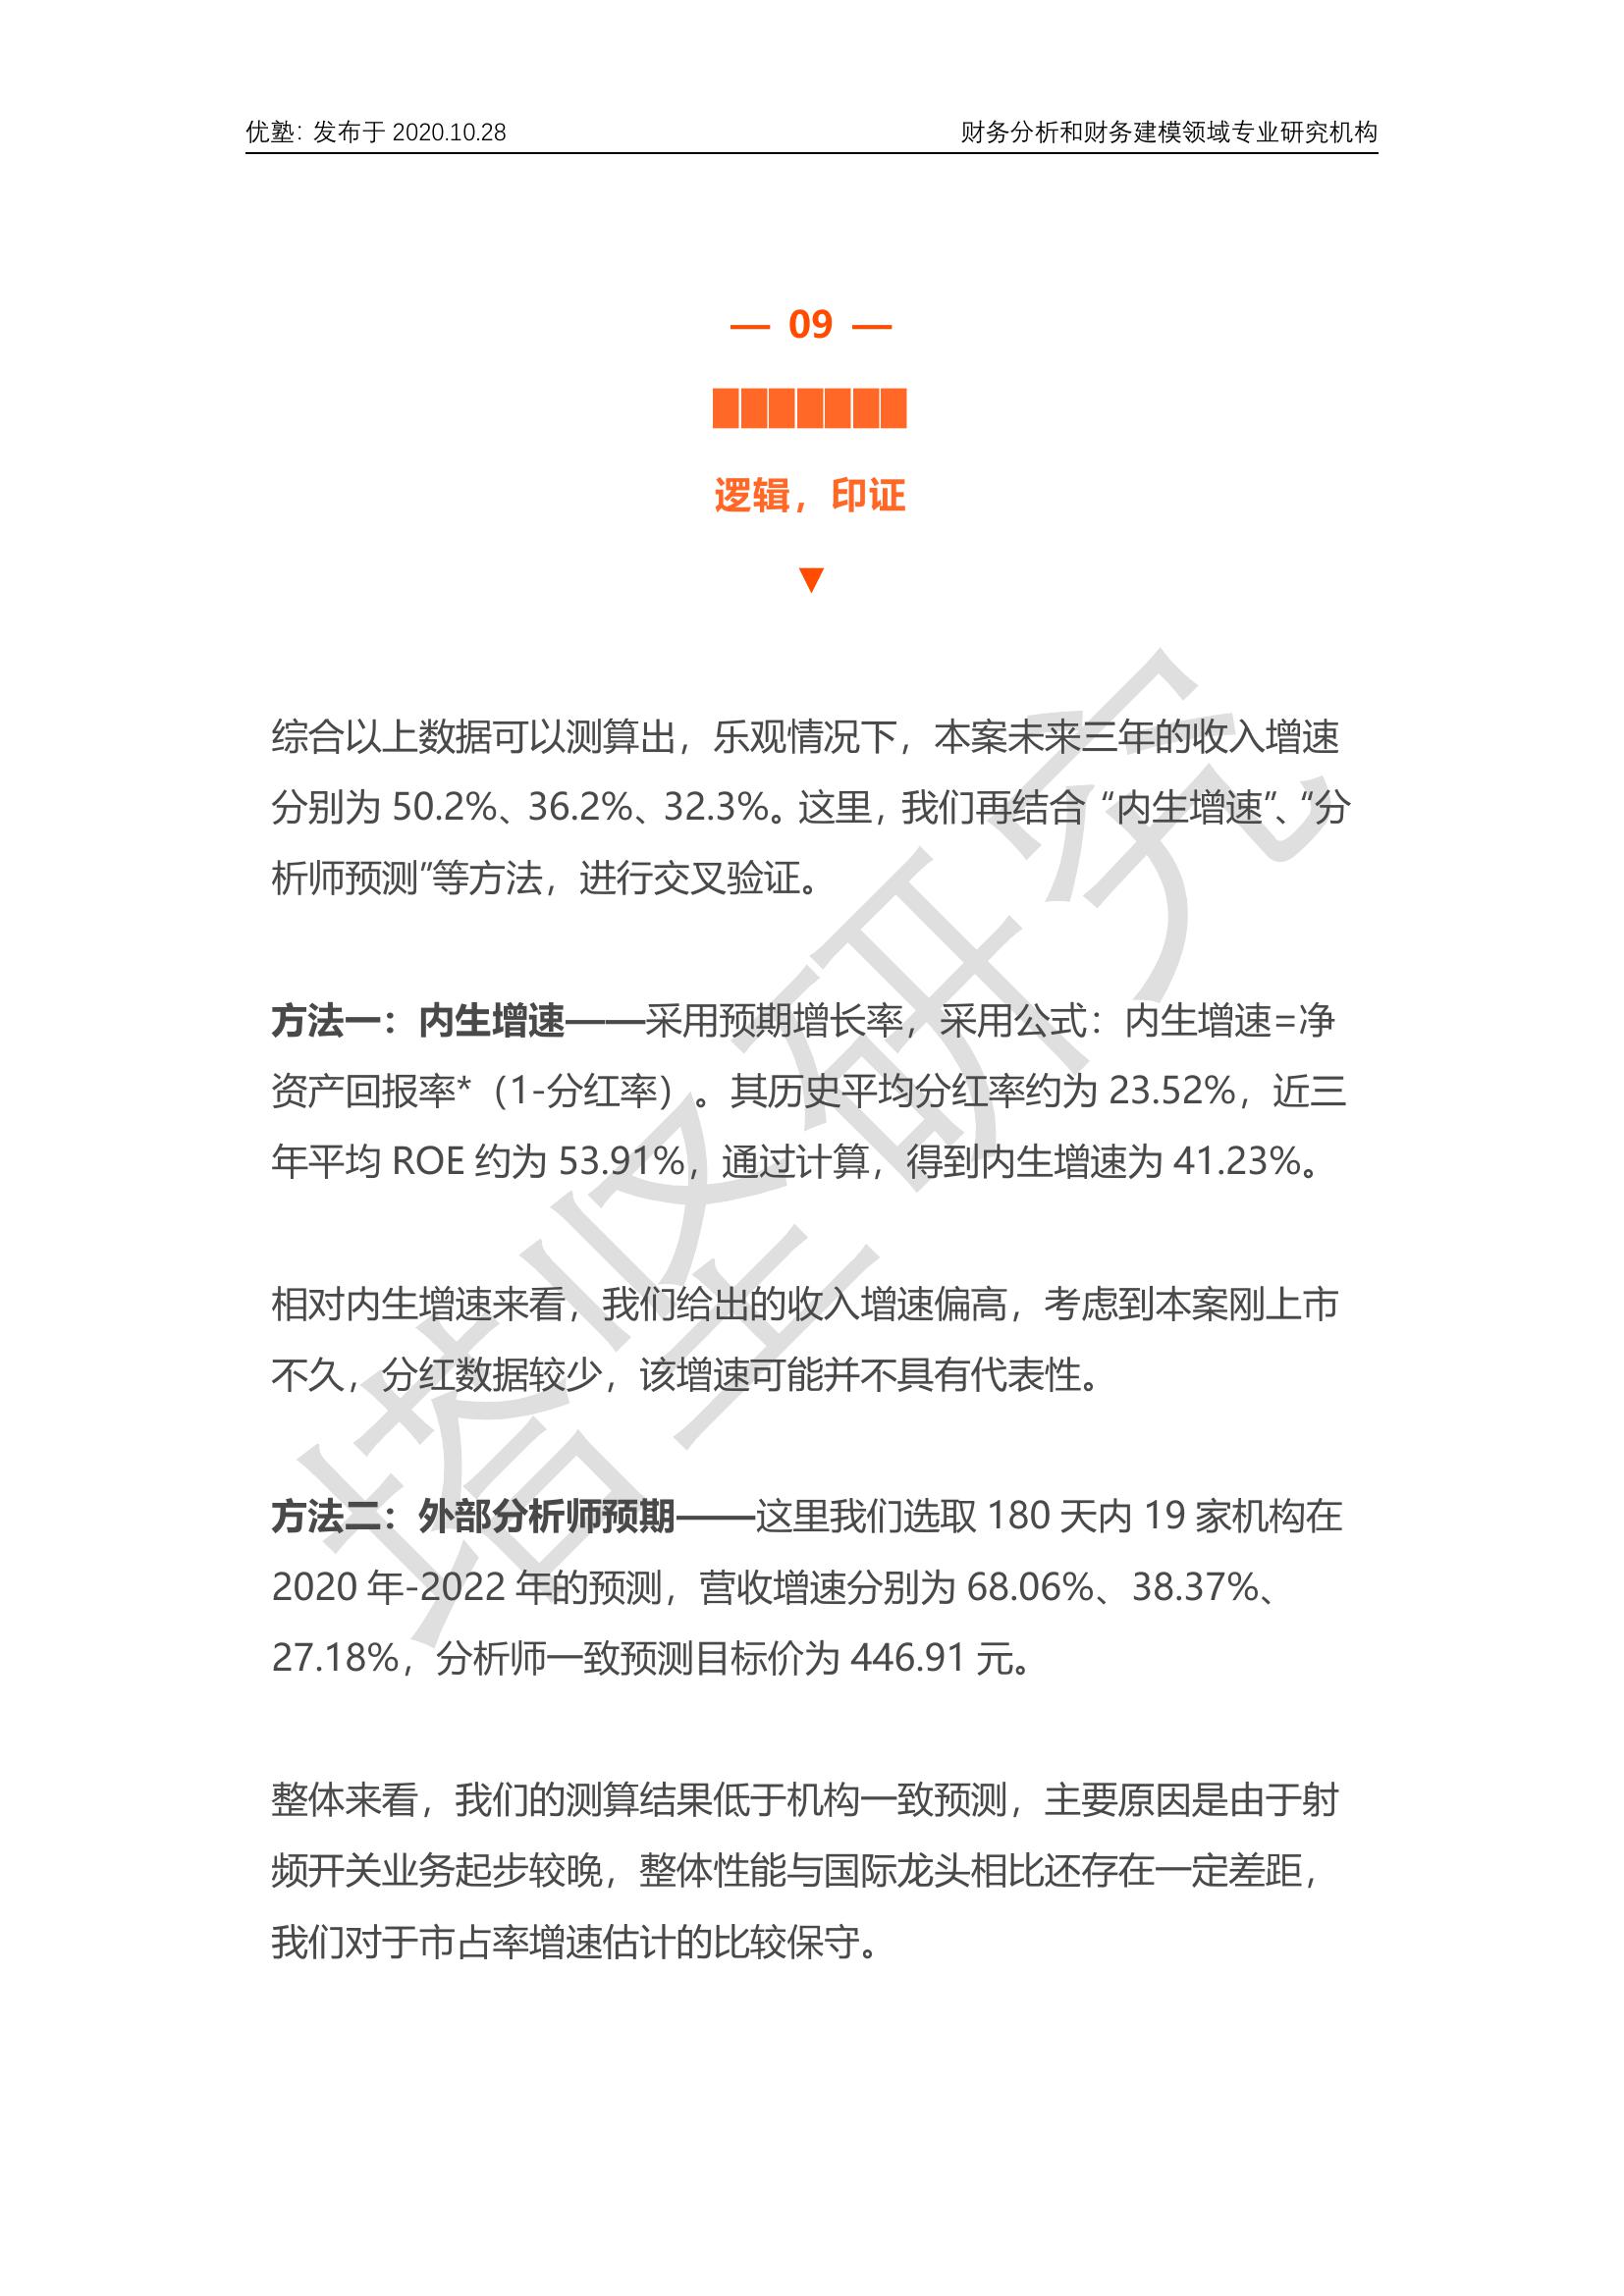 优塾：发布于 2020.10.28
财务分析和财务建模领域专业研究机构
— 09 —
███████
逻辑，印证
▼
综合以上数据可以测算出，乐观情况下，本案未来三年的收入增速
分别为 50.2%、36.2%、32.3%。这里，我们再结合 “内生增速”、“分
析师预测”等方法，进行交叉验证。
方法一：内生增速——采用预期增长率，采用公式：内生增速=净
资产回报率*（1-分红率）。其历史平均分红率约为 23.52%，近三
年平均 ROE 约为 53.91%，通过计算，得到内生增速为 41.23%。
相对内生增速来看，我们给出的收入增速偏高，考虑到本案刚上市
不久，分红数据较少，该增速可能并不具有代表性。
方法二：外部分析师预期——这里我们选取 180 天内 19 家机构在
2020 年-2022 年的预测，营收增速分别为 68.06%、38.37%、
27.18%，分析师一致预测目标价为 446.91 元。
整体来看，我们的测算结果低于机构一致预测，主要原因是由于射
频开关业务起步较晚，整体性能与国际龙头相比还存在一定差距，
我们对于市占率增速估计的比较保守。
塔坚研究